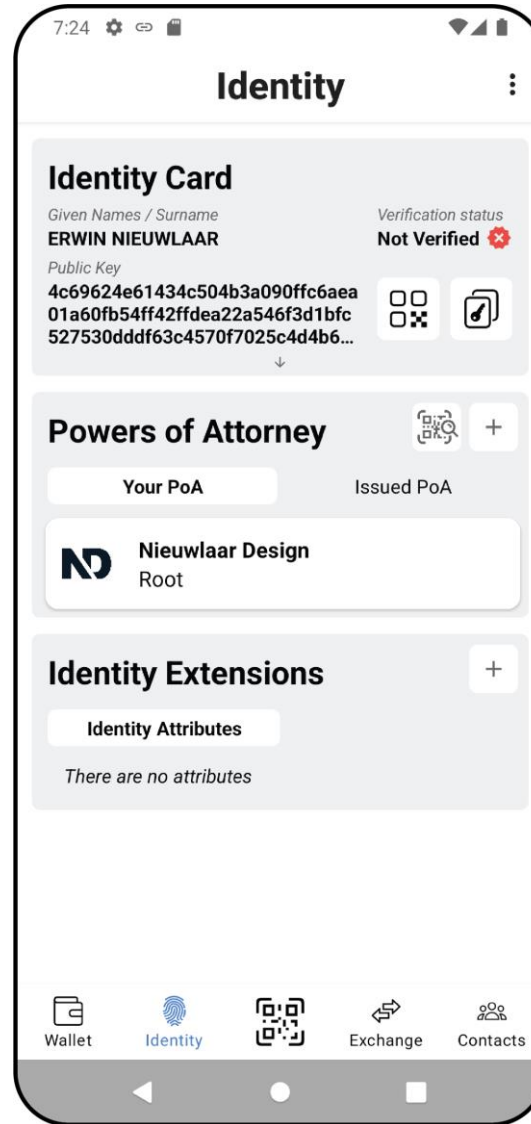 7:24
Identity
Identity Card
Given Names / Surname
Verification status
ERWIN NIEUWLAAR
Not Verified
Public Key
4c69624e61434c504b3a090ffc6aea
01a60fb54ff42ffdea22a546f3d1bfc
527530dddf63c4570f7025c4d4b6...
Powers of Attorney
+
Your PoA
Issued PoA
ND
Nieuwlaar Design
Root
Identity Extensions
+
Identity Attributes
There are no attributes
Wallet
Identity
Exchange
Contacts